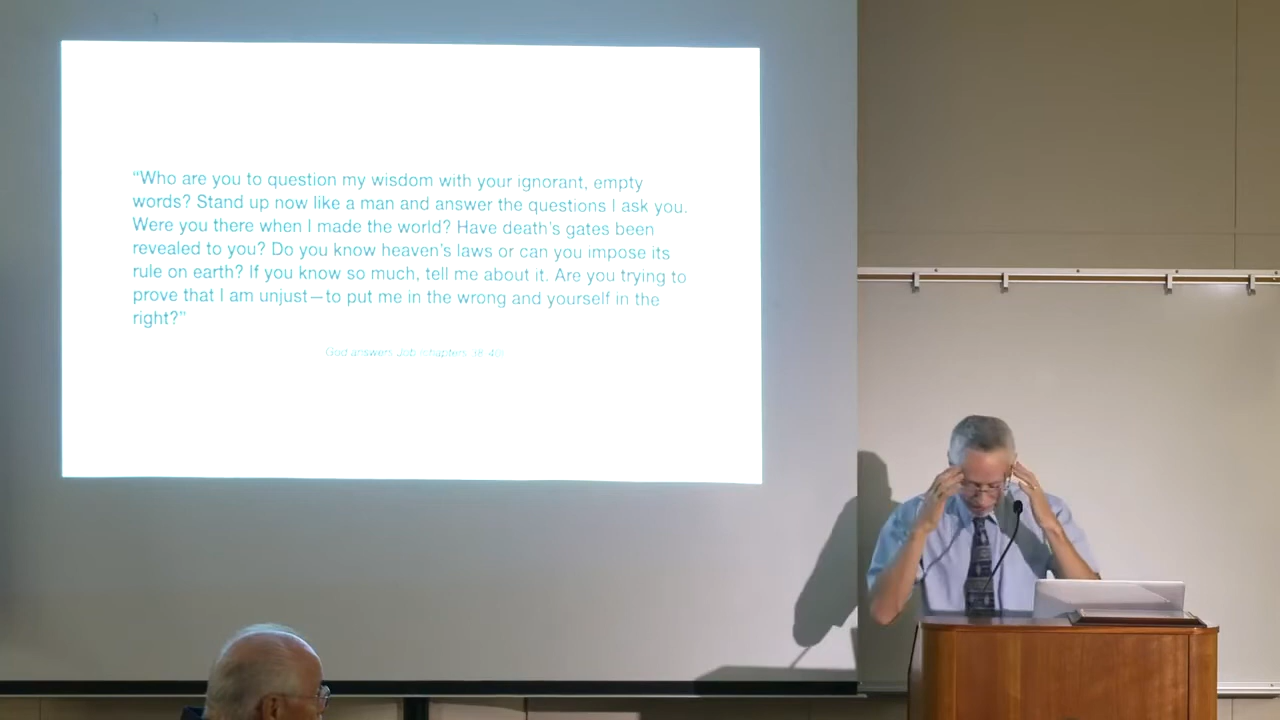 “Who are you to question my wisdom with your ignorant, empty
words? Stand up now like a man and answer the questions I ask you.
Were you there when I made the world? Have death’s gates been
revealed to you? Do you know heaven’s laws or can you impose its
rule on earth? If you know so much, tell me about it. Are you trying to
prove that I am unjust—to put me in the wrong and yourself in the
right?”
God answers Job (chapters